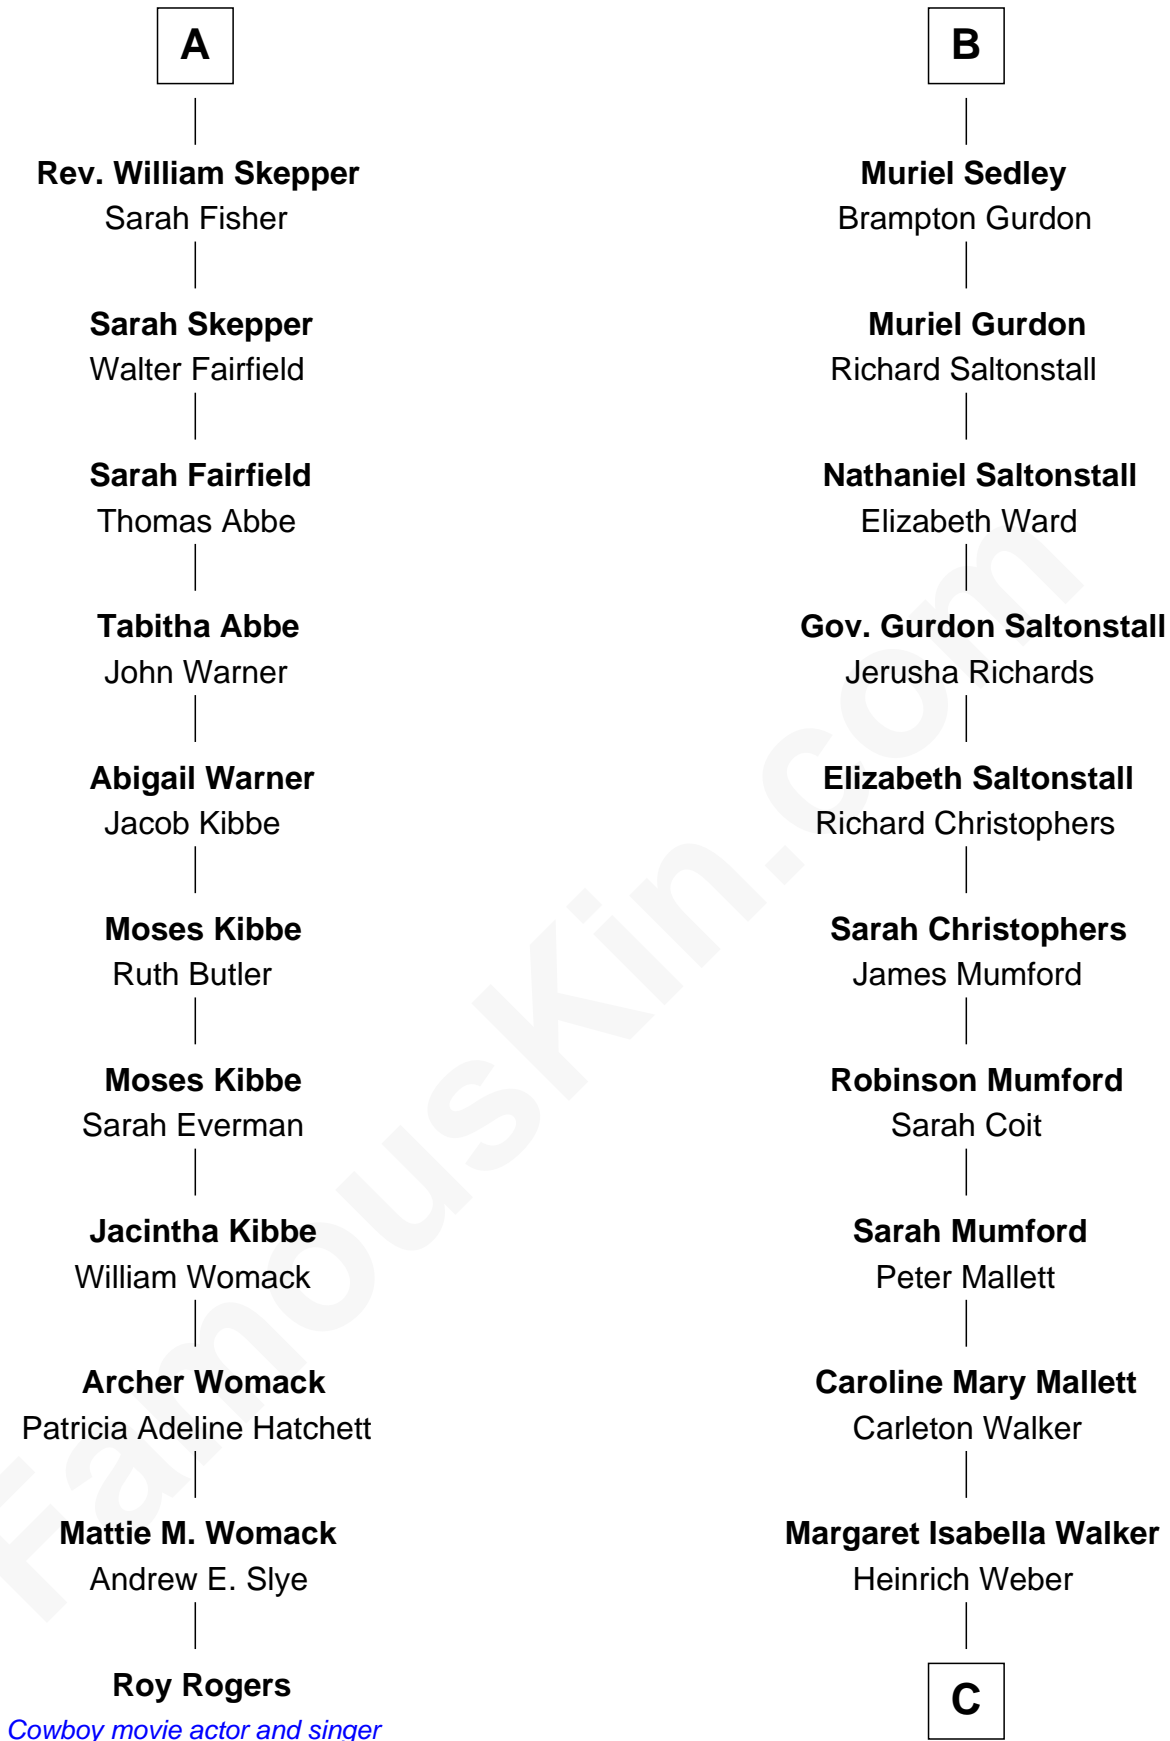 A
Rev. William Skepper
Sarah Fisher
Sarah Skepper
Walter Fairfield
Sarah Fairfield
Thomas Abbe
Tabitha Abbe
John Warner
Abigail Warner
Jacob Kibbe
Moses Kibbe
Ruth Butler
Moses Kibbe
Sarah Everman
Jacintha Kibbe
William Womack
Archer Womack
Patricia Adeline Hatchett
Mattie M. Womack
Andrew E. Slye
Roy Rogers
Cowboy movie actor and singer
B
Muriel Sedley
Brampton Gurdon
Muriel Gurdon
Richard Saltonstall
Nathaniel Saltonstall
Elizabeth Ward
Gov. Gurdon Saltonstall
Jerusha Richards
Elizabeth Saltonstall
Richard Christophers
Sarah Christophers
James Mumford
Robinson Mumford
Sarah Coit
Sarah Mumford
Peter Mallett
Caroline Mary Mallett
Carleton Walker
Margaret Isabella Walker
Heinrich Weber
C
FamousKin.com